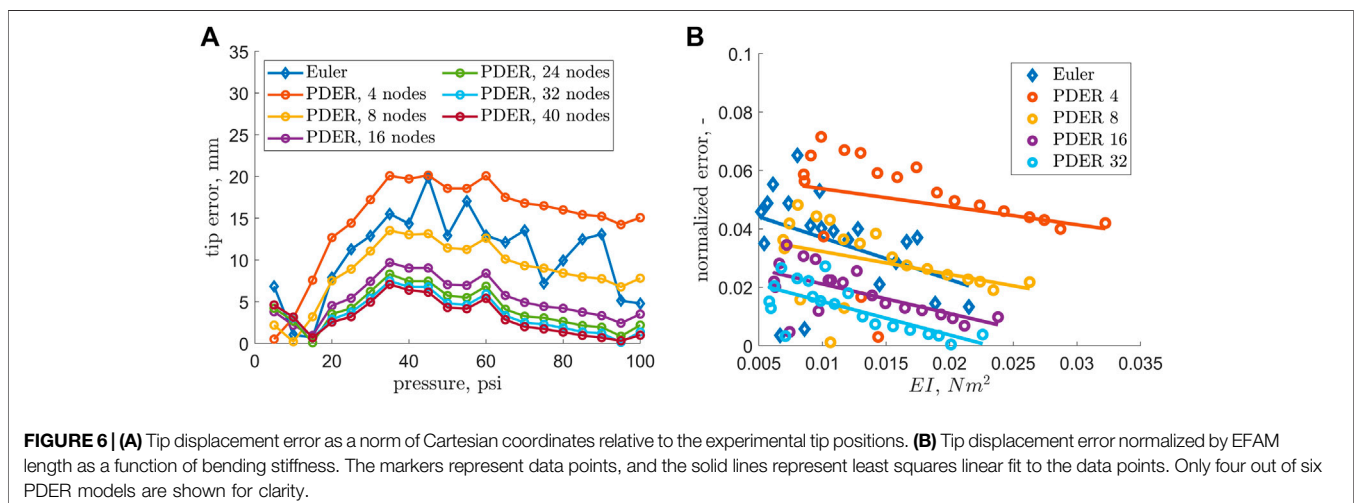 A
35
30
25
20
15
10
5
0
tip error, mm
Euler
PDER, 4 nodes
PDER, 8 nodes
PDER, 16 nodes
PDER, 24 nodes
PDER, 32 nodes
PDER, 40 nodes
0 20 40 60 80 100
pressure, psi
B
0.1
0.08
0.06
0.04
0.02
0
normalized error, -
Euler
PDER 4
PDER 8
PDER 16
PDER 32
0.005 0.01 0.015 0.02 0.025 0.03 0.035
EI, Nm²
FIGURE 6 | (A) Tip displacement error as a norm of Cartesian coordinates relative to the experimental tip positions. (B) Tip displacement error normalized by EFAM
length as a function of bending stiffness. The markers represent data points, and the solid lines represent least squares linear fit to the data points. Only four out of six
PDER models are shown for clarity.